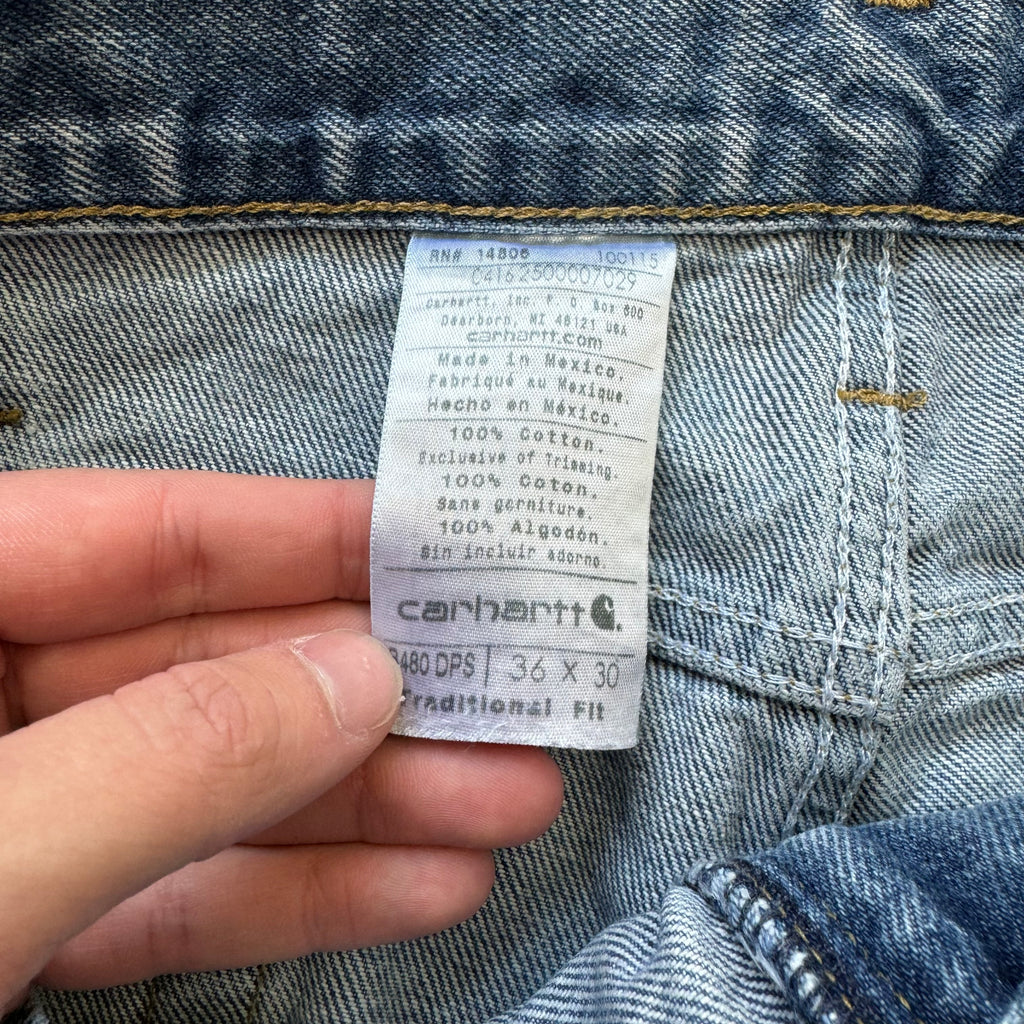 RN# 14806 100115
C4162500007029
Carhartt, Inc. P. O. Box 600
Dearborn, MI 48121 USA
carhartt.com
Made in Mexico.
Fabriqué au Mexique.
Hecho en México.
100% Cotton.
Exclusive of Trimming.
100% Coton.
Sans garniture.
100% Algodón.
Sin incluir adorno.
carhartt
480 DPS | 36 X 30
Traditional Fit